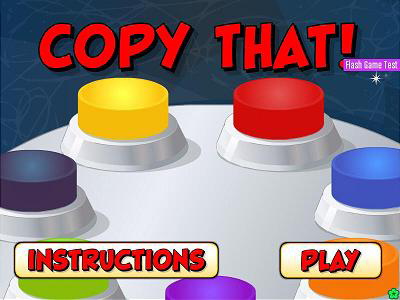 COPY THAT!
Flash Game Test
INSTRUCTIONS
PLAY